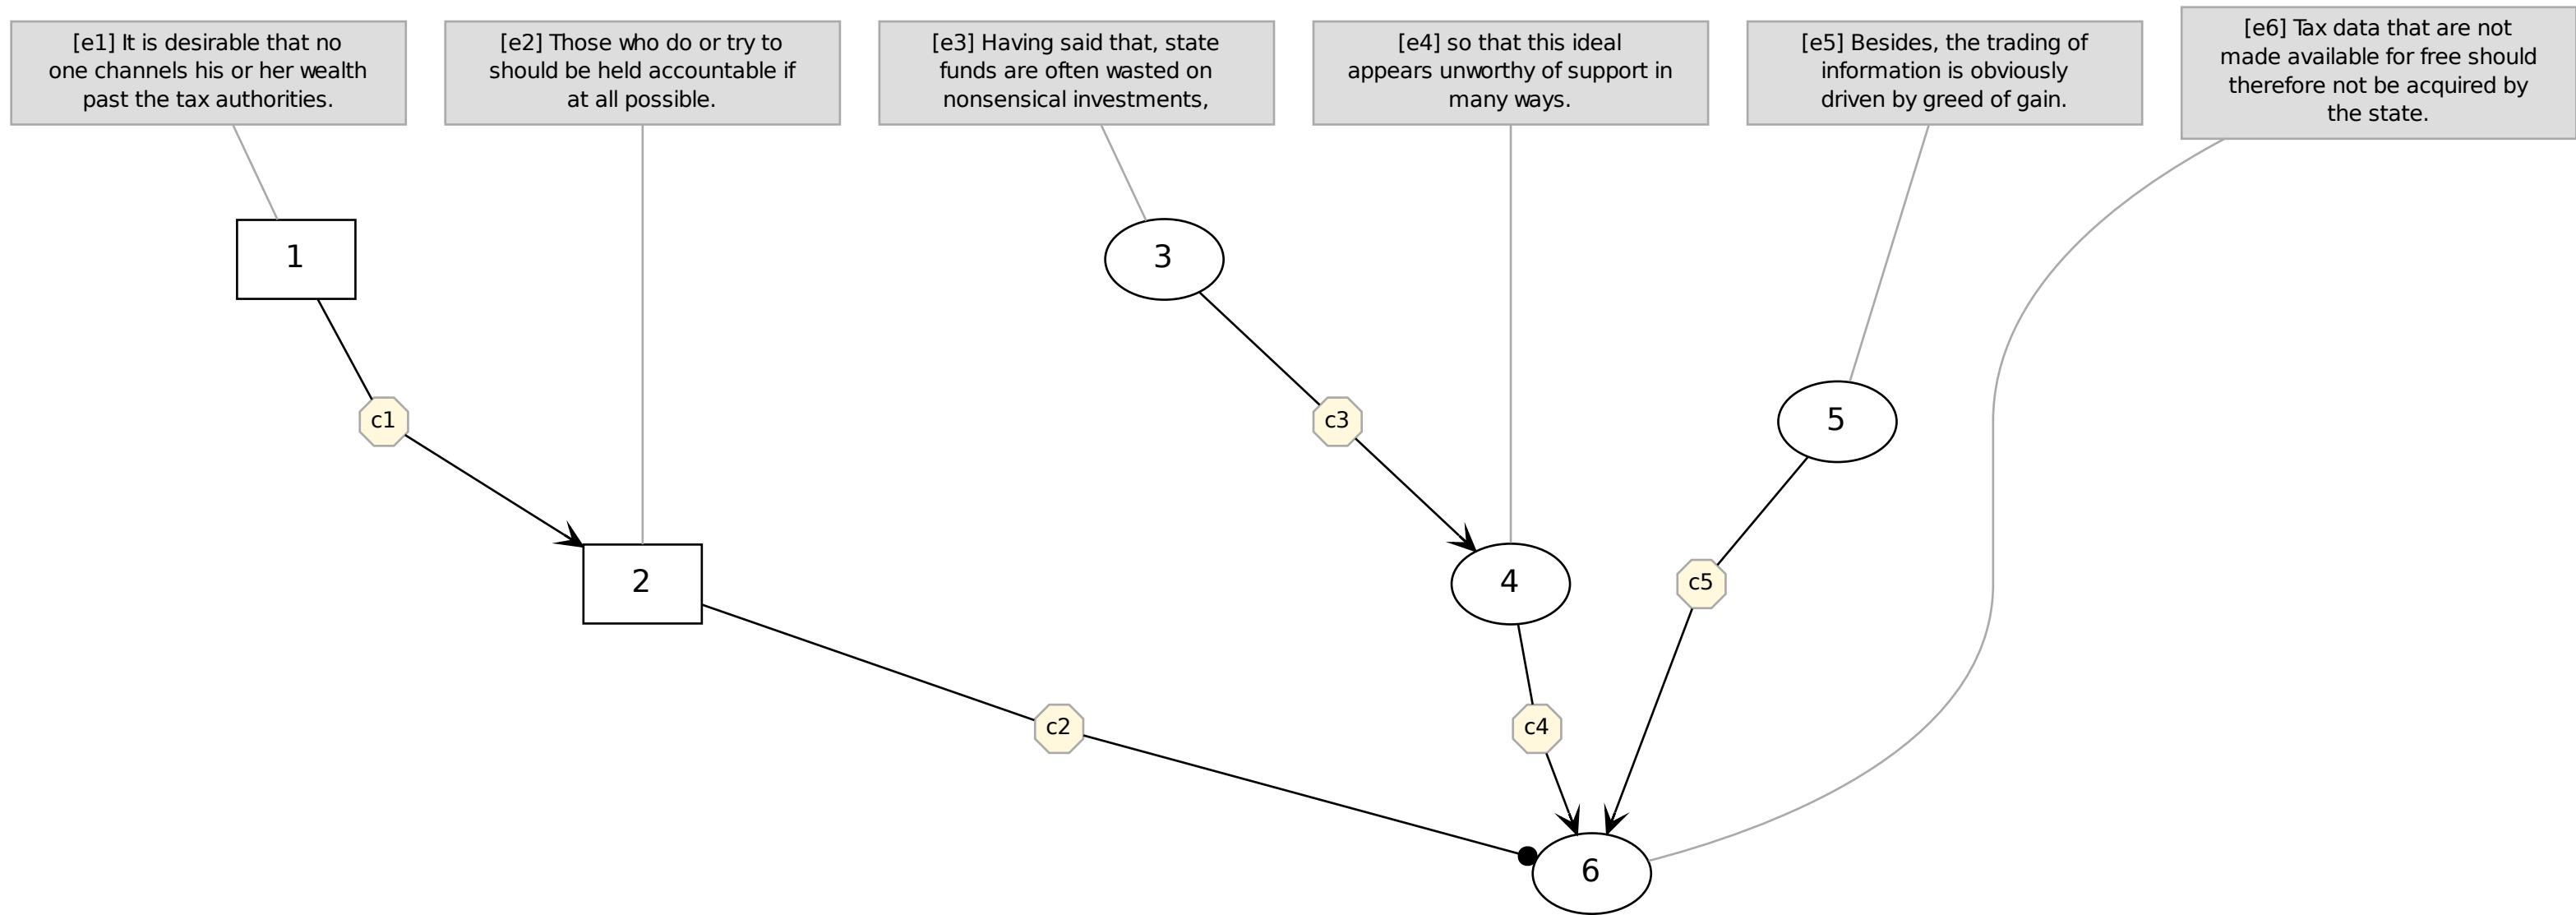 [e1] It is desirable that no
one channels his or her wealth
past the tax authorities.
[e2] Those who do or try to
should be held accountable if
at all possible.
[e3] Having said that, state
funds are often wasted on
nonsensical investments,
[e4] so that this ideal
appears unworthy of support in
many ways.
[e5] Besides, the trading of
information is obviously
driven by greed of gain.
[e6] Tax data that are not
made available for free should
therefore not be acquired by
the state.
1
3
c1
c3
5
2
4
c5
c2
c4
6